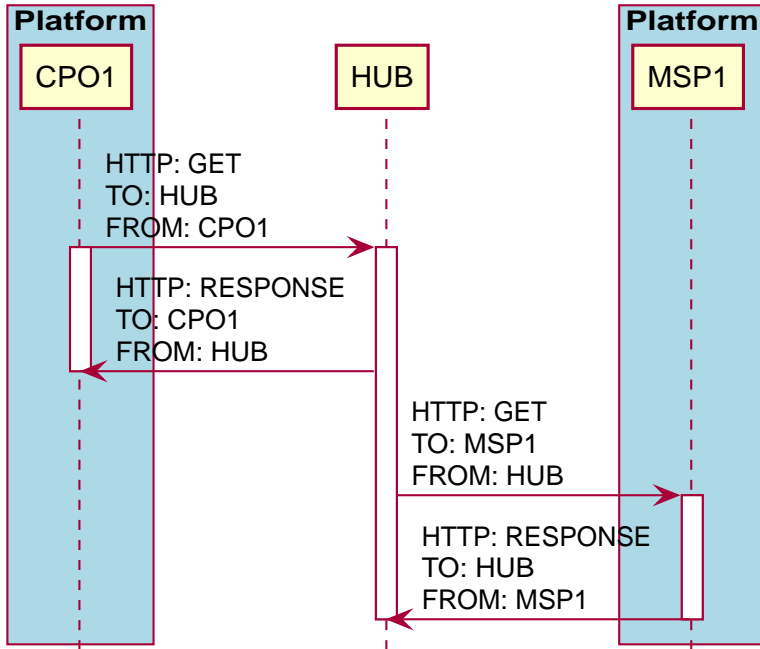 Platform
Platform
CPO1
HUB
MSP1
HTTP: GET
TO: HUB
FROM: CPO1
HTTP: RESPONSE
TO: CPO1
FROM: HUB
HTTP: GET
TO: MSP1
FROM: HUB
HTTP: RESPONSE
TO: HUB
FROM: MSP1